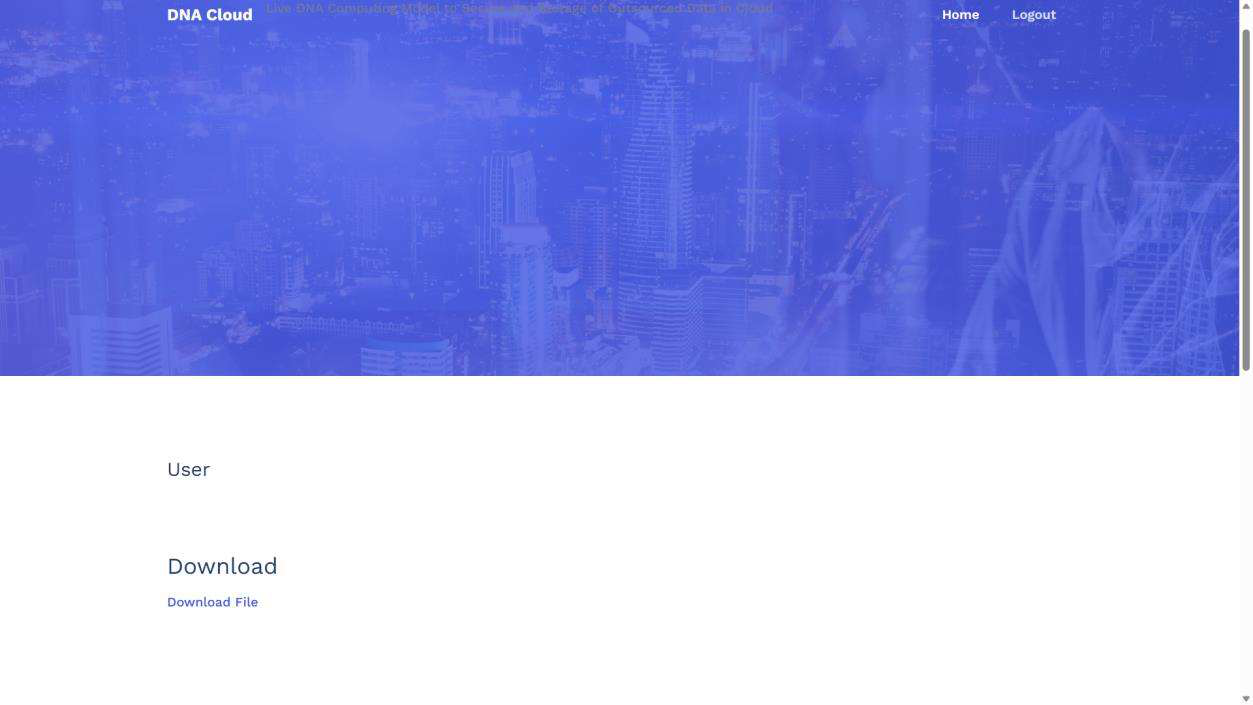 DNA Cloud Live DNA Computing Model to Secure and Storage of Outsourced Data in Cloud Home Logout
User
Download
Download File